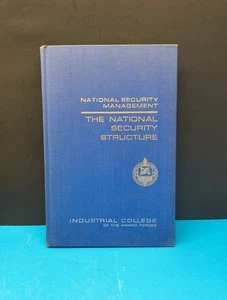 NATIONAL SECURITY
MANAGEMENT
THE NATIONAL
SECURITY
STRUCTURE
INDUSTRIAL COLLEGE
OF THE ARMED FORCES